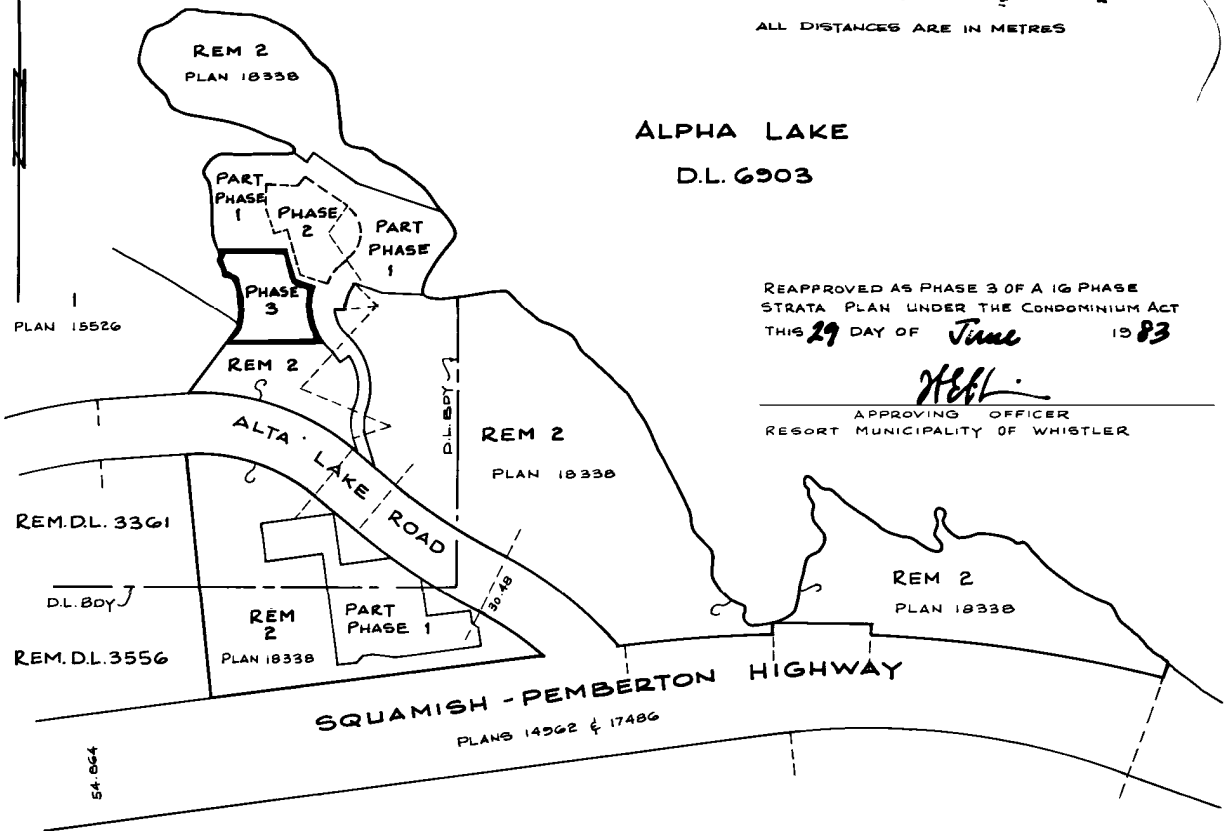 ALL DISTANCES ARE IN METRES
REM 2
PLAN 18338
ALPHA LAKE
D.L. 6903
PART
PHASE
1
PHASE
2
PART
PHASE
1
PHASE
3
1
PLAN 15526
REAPPROVED AS PHASE 3 OF A 16 PHASE
STRATA PLAN UNDER THE CONDOMINIUM ACT
THIS 29 DAY OF June 1983
APPROVING OFFICER
RESORT MUNICIPALITY OF WHISTLER
REM 2
ALTA LAKE ROAD
D.L. BDY
REM 2
PLAN 18338
REM. D.L. 3361
D.L. BDY
REM
2
PLAN 18338
PART
PHASE 1
30.48
REM 2
PLAN 18338
REM. D.L. 3556
SQUAMISH - PEMBERTON HIGHWAY
PLANS 14962 & 17486
54.864